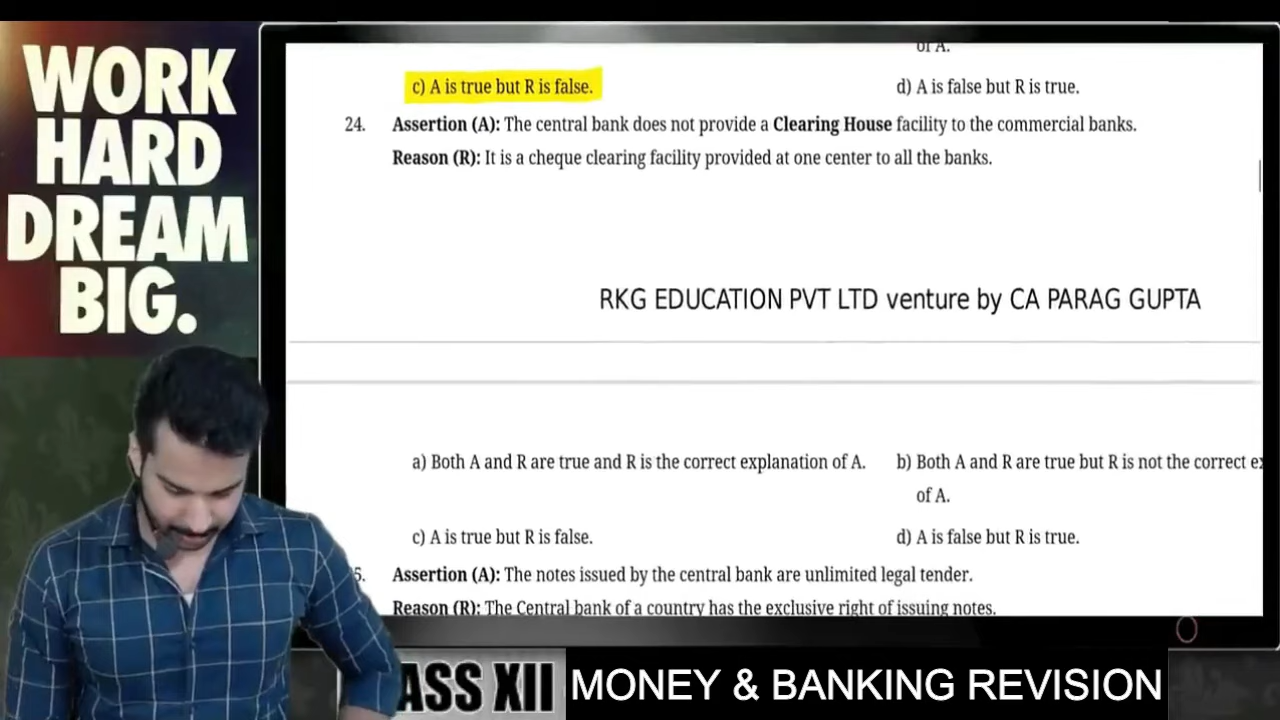 WORK
HARD
DREAM
BIG.
of A.
c) A is true but R is false.
d) A is false but R is true.
24. Assertion (A): The central bank does not provide a Clearing House facility to the commercial banks.
Reason (R): It is a cheque clearing facility provided at one center to all the banks.
RKG EDUCATION PVT LTD venture by CA PARAG GUPTA
a) Both A and R are true and R is the correct explanation of A.
b) Both A and R are true but R is not the correct
of A.
c) A is true but R is false.
d) A is false but R is true.
5. Assertion (A): The notes issued by the central bank are unlimited legal tender.
Reason (R): The Central bank of a country has the exclusive right of issuing notes.
ASS XII
MONEY & BANKING REVISION